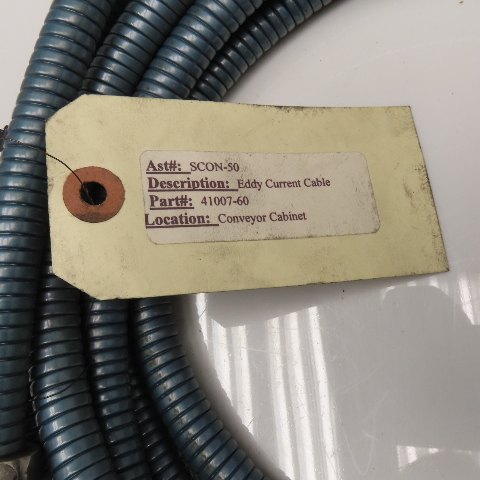 Ast#: SCON-50
Description: Eddy Current Cable
Part#: 41007-60
Location: Conveyor Cabinet